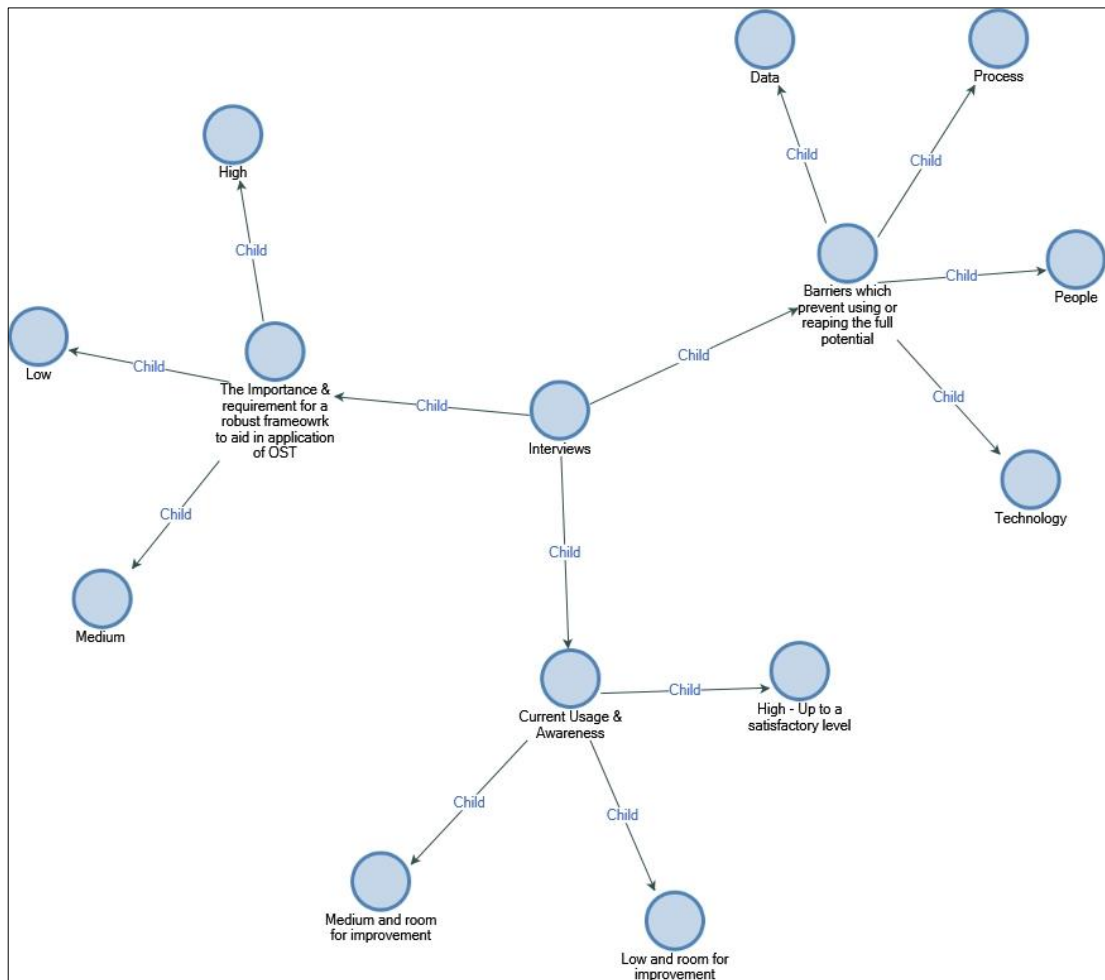 Data
Process
Child
Child
High
Child
Child
People
Barriers which
prevent using or
reaping the full
potential
Child
Low
Child
Child
Child
The Importance &
requirement for a
robust frameowrk
to aid in application
of OST
Child
Interviews
Technology
Child
Child
Medium
Child
High - Up to a
satisfactory level
Current Usage &
Awareness
Child
Child
Medium and room
for improvement
Low and room for
improvement